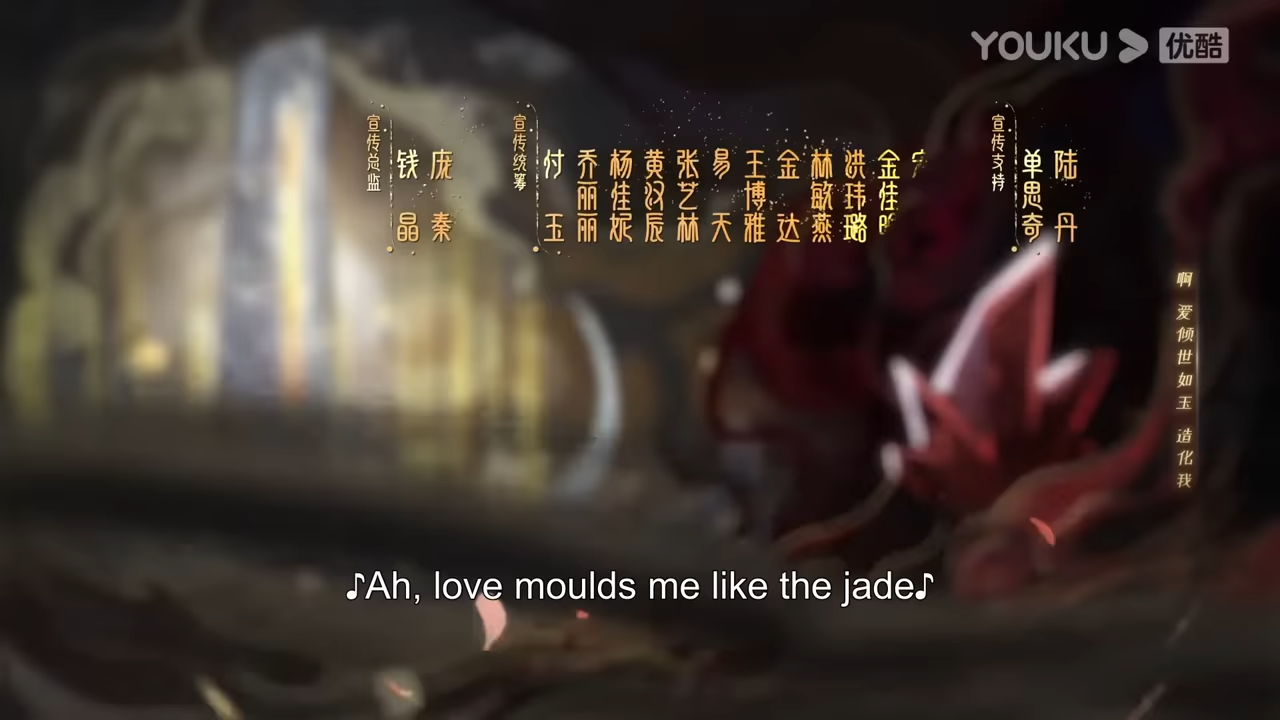 YOUKU 优酷
宣传总监
钱晶
庞秦
宣传统筹
付玉
乔丽丽
杨佳妮
黄汉辰
张艺林
易天
王博雅
金达
林敏燕
洪玮璐
金佳
宣传支持
单思奇
陆丹
啊 爱倾世如玉 造化我
♪Ah, love moulds me like the jade♪